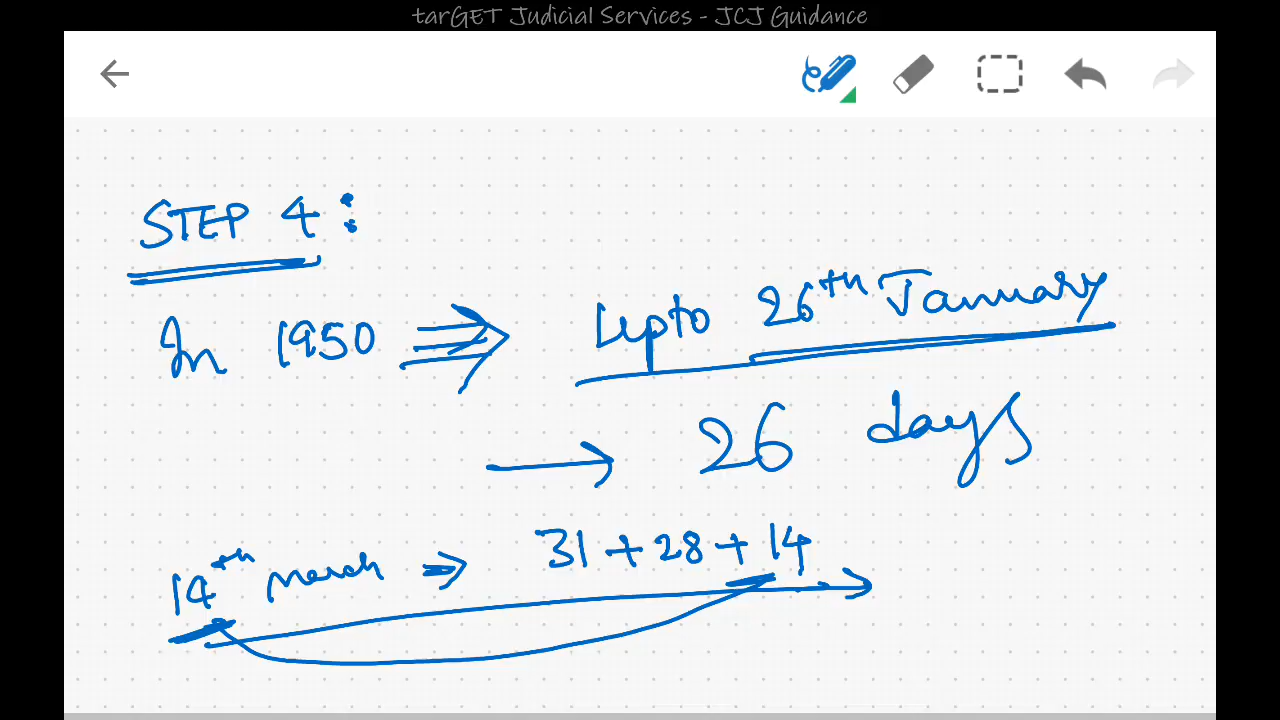 tarGET Judicial Services - JCJ Guidance
STEP 4:
In 1950 ⇒ Upto 26th January
→ 26 days
14th march ⇒ 31 + 28 + 14